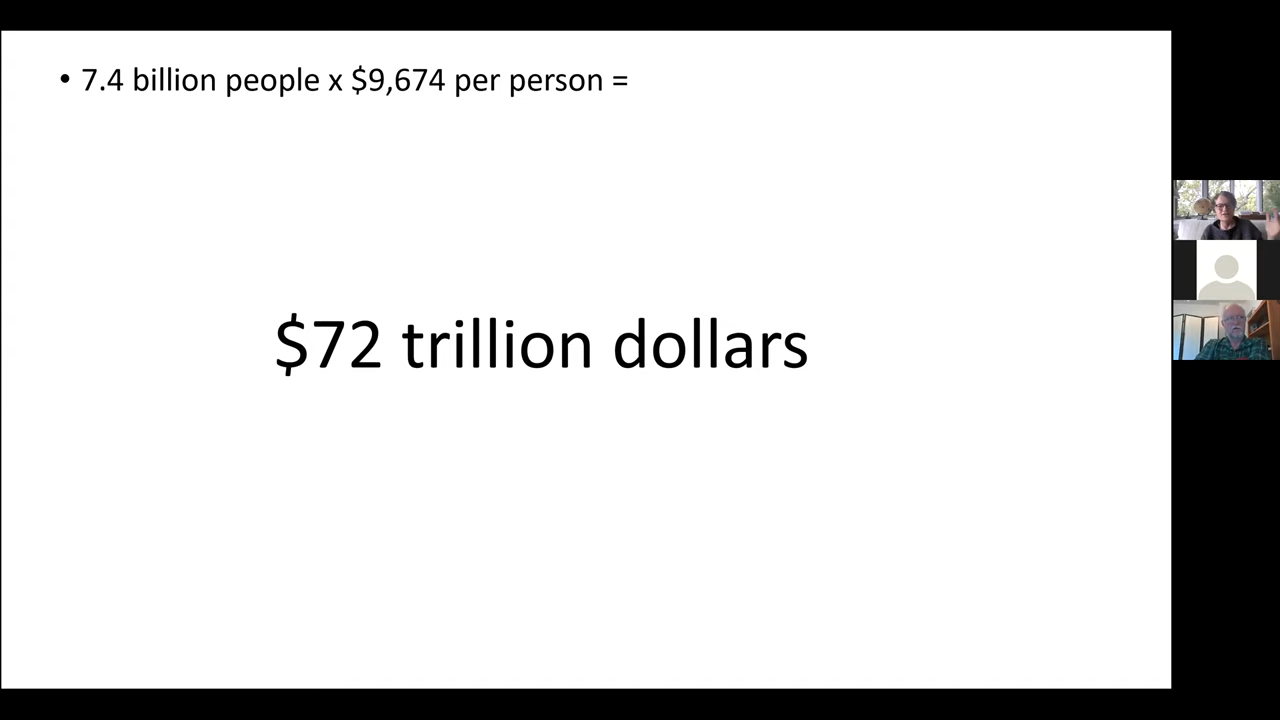 • 7.4 billion people x $9,674 per person =
$72 trillion dollars